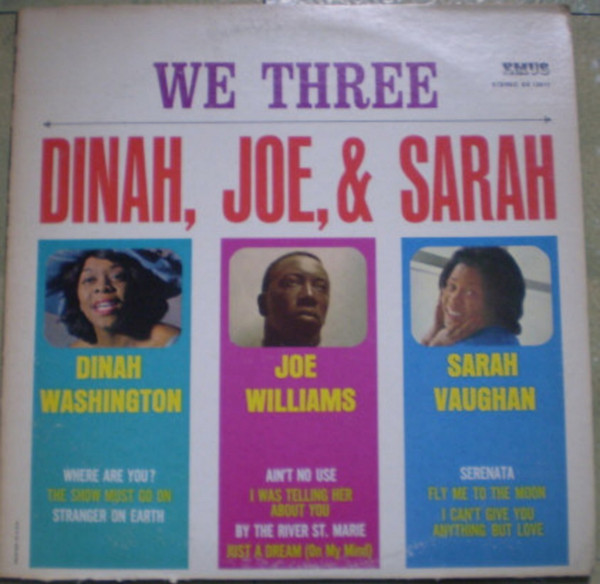 WE THREE
EMUS
DINAH, JOE, & SARAH
DINAH
WASHINGTON
WHERE ARE YOU?
THE SHOW MUST GO ON
STRANGER ON EARTH
JOE
WILLIAMS
AIN'T NO USE
I WAS TELLING HER
ABOUT YOU
BY THE RIVER ST. MARIE
JUST A DREAM (On My Mind)
SARAH
VAUGHAN
SERENATA
FLY ME TO THE MOON
I CAN'T GIVE YOU
ANYTHING BUT LOVE